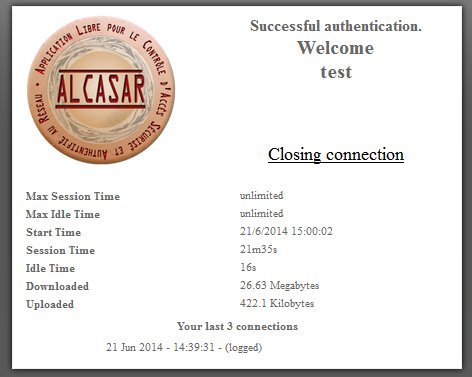 APPLICATION LIBRE POUR LE CONTRÔLE D'ACCÈS SÉCURISÉ ET AUTHENTIFIÉ AU RÉSEAU •
ALCASAR
Successful authentication.
Welcome
test
Closing connection
Max Session Time unlimited
Max Idle Time unlimited
Start Time 21/6/2014 15:00:02
Session Time 21m35s
Idle Time 16s
Downloaded 26.63 Megabytes
Uploaded 422.1 Kilobytes
Your last 3 connections
21 Jun 2014 - 14:39:31 - (logged)